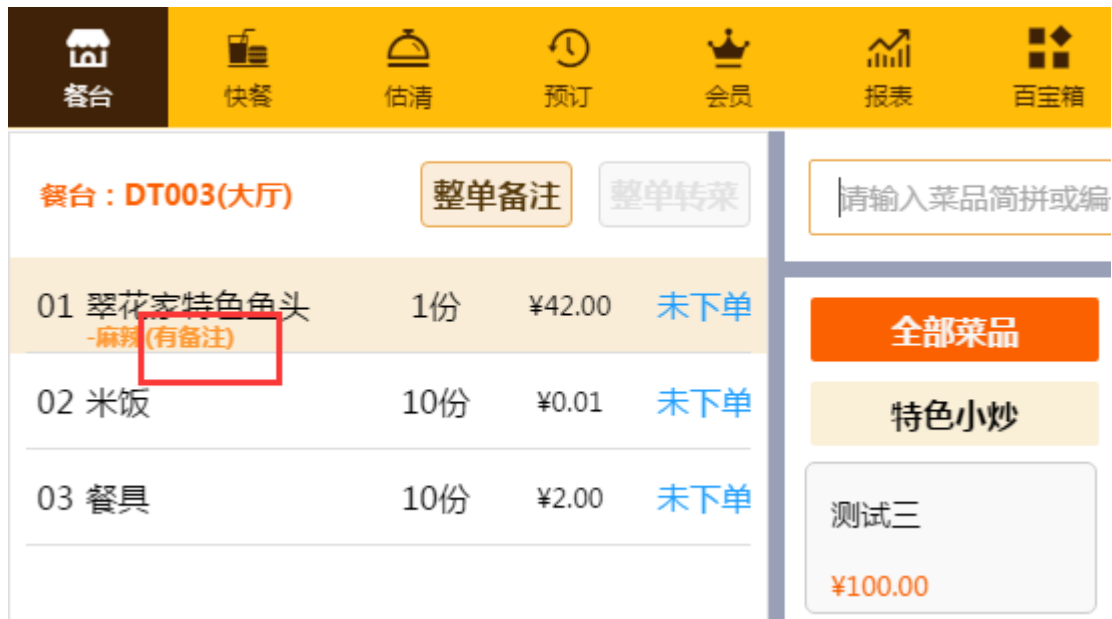 餐台 快餐 估清 预订 会员 报表 百宝箱
餐台：DT003(大厅) 整单备注 整单转菜
01 翠花家特色鱼头 1份 ¥42.00 未下单
-麻辣(有备注)
02 米饭 10份 ¥0.01 未下单
03 餐具 10份 ¥2.00 未下单
请输入菜品简拼或编
全部菜品
特色小炒
测试三
¥100.00